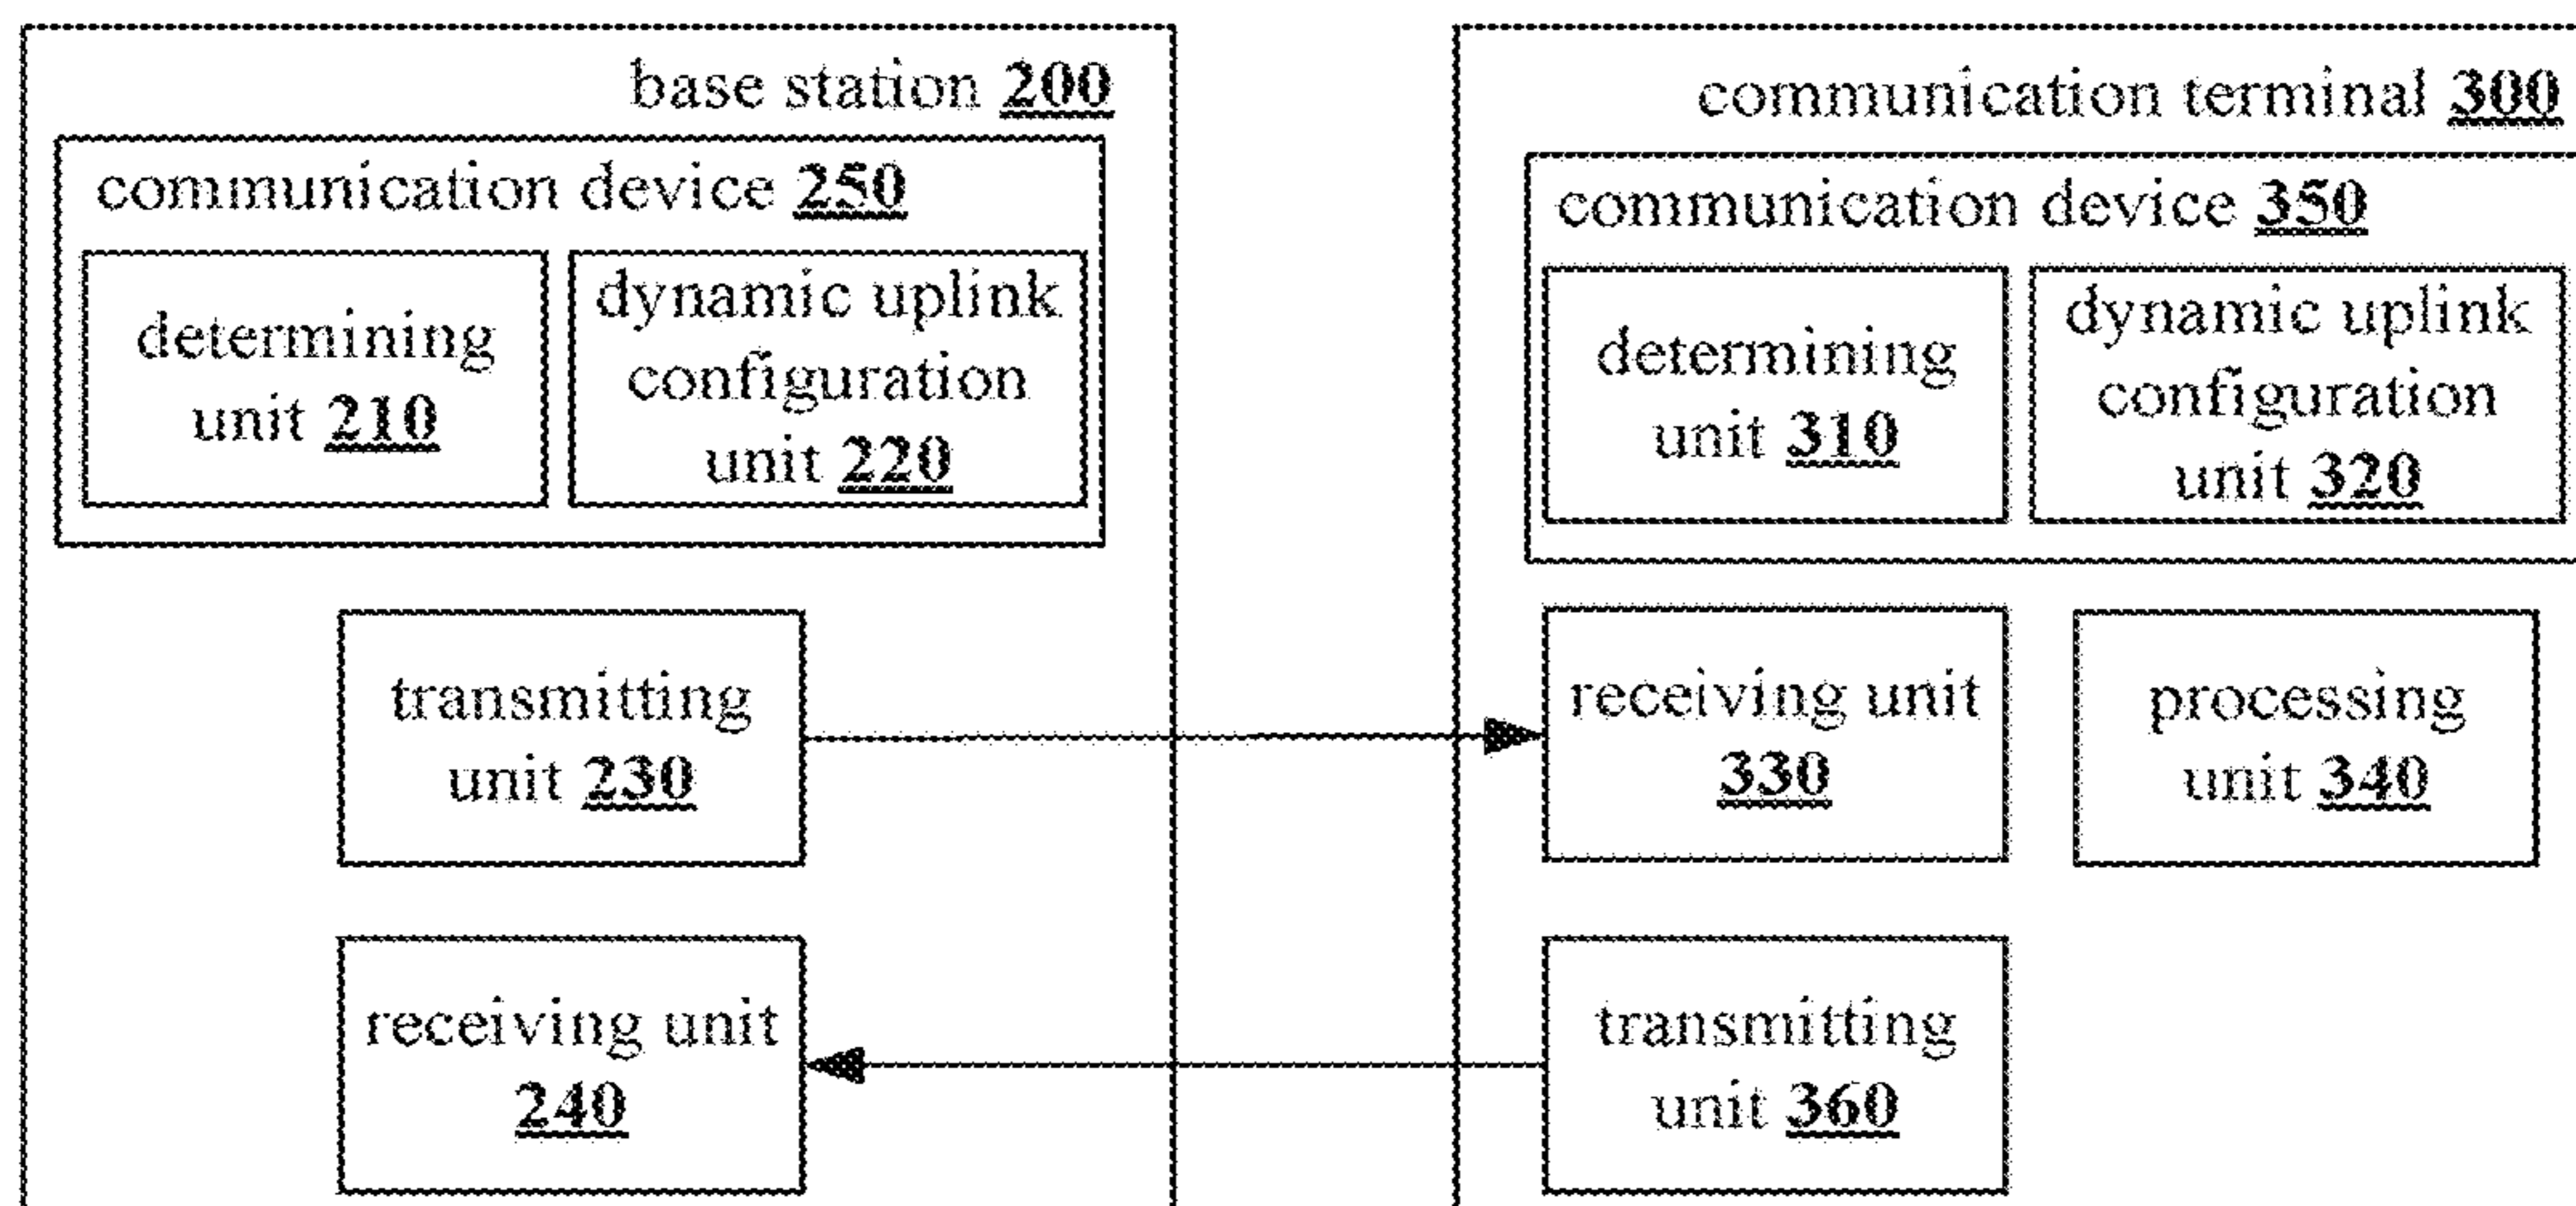 base station 200
communication device 250
determining
unit 210
dynamic uplink
configuration
unit 220
transmitting
unit 230
receiving unit
240
communication terminal 300
communication device 350
determining
unit 310
dynamic uplink
configuration
unit 320
receiving unit
330
processing
unit 340
transmitting
unit 360